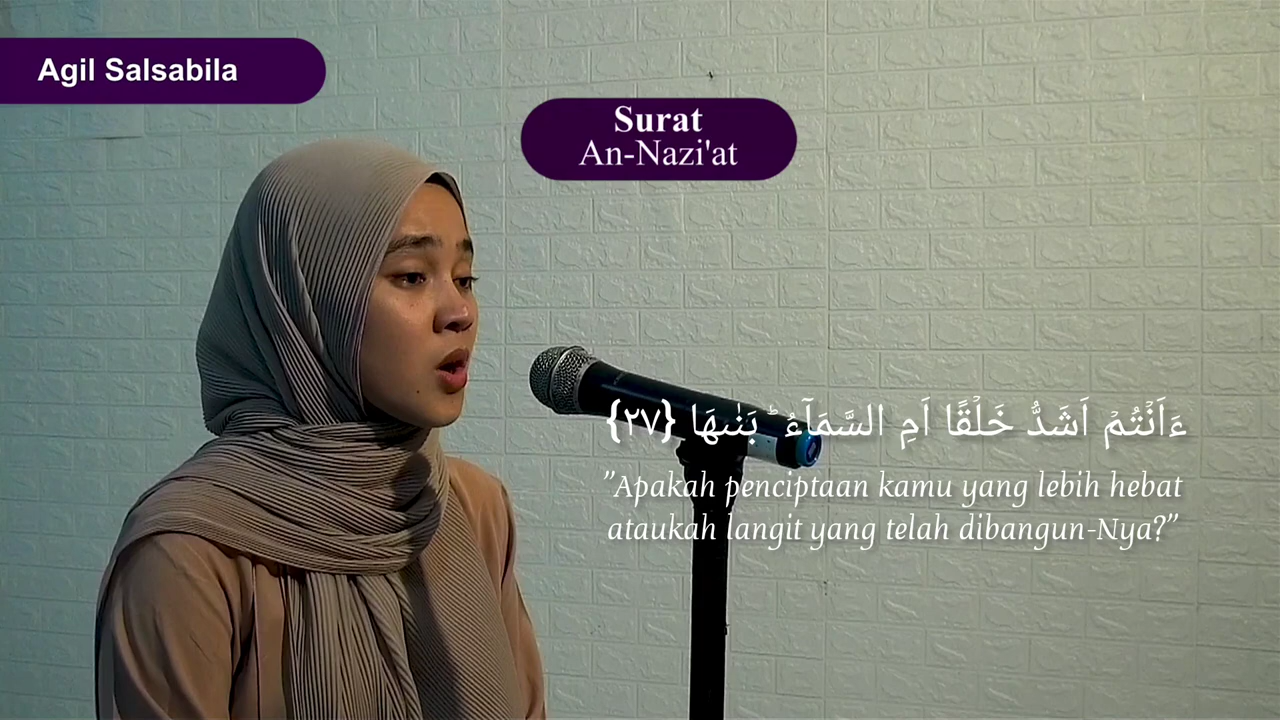 Agil Salsabila
Surat
An-Nazi'at
ءَاَنْتُمْ اَشَدُّ خَلْقًا اَمِ السَّمَآءُ ۚ بَنٰىهَا {٢٧}
”Apakah penciptaan kamu yang lebih hebat
ataukah langit yang telah dibangun-Nya?”